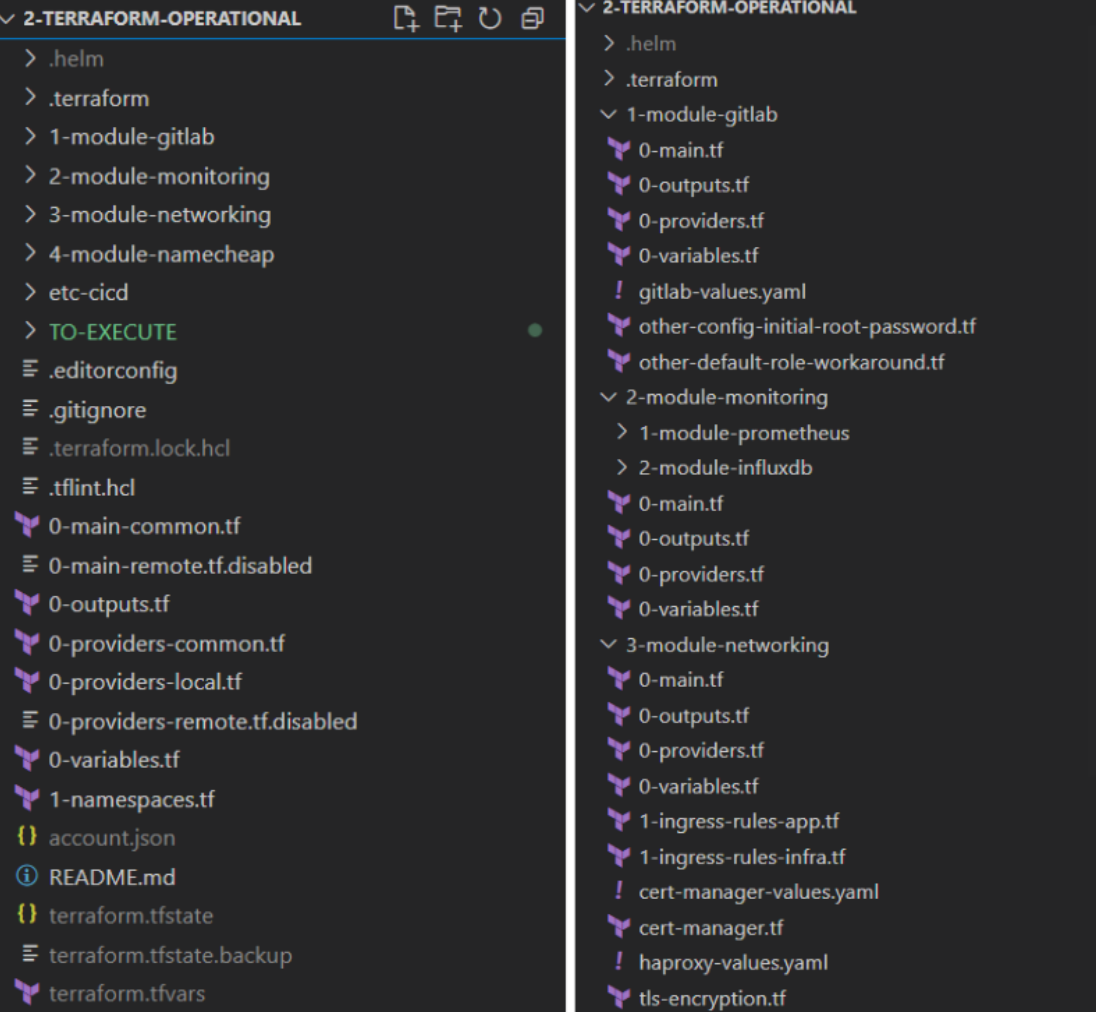 2-TERRAFORM-OPERATIONAL
.helm
.terraform
1-module-gitlab
2-module-monitoring
3-module-networking
4-module-namecheap
etc-cicd
TO-EXECUTE
.editorconfig
.gitignore
.terraform.lock.hcl
.tflint.hcl
0-main-common.tf
0-main-remote.tf.disabled
0-outputs.tf
0-providers-common.tf
0-providers-local.tf
0-providers-remote.tf.disabled
0-variables.tf
1-namespaces.tf
account.json
README.md
terraform.tfstate
terraform.tfstate.backup
terraform.tfvars
2-TERRAFORM-OPERATIONAL
.helm
.terraform
1-module-gitlab
0-main.tf
0-outputs.tf
0-providers.tf
0-variables.tf
gitlab-values.yaml
other-config-initial-root-password.tf
other-default-role-workaround.tf
2-module-monitoring
1-module-prometheus
2-module-influxdb
0-main.tf
0-outputs.tf
0-providers.tf
0-variables.tf
3-module-networking
0-main.tf
0-outputs.tf
0-providers.tf
0-variables.tf
1-ingress-rules-app.tf
1-ingress-rules-infra.tf
cert-manager-values.yaml
cert-manager.tf
haproxy-values.yaml
tls-encryption.tf